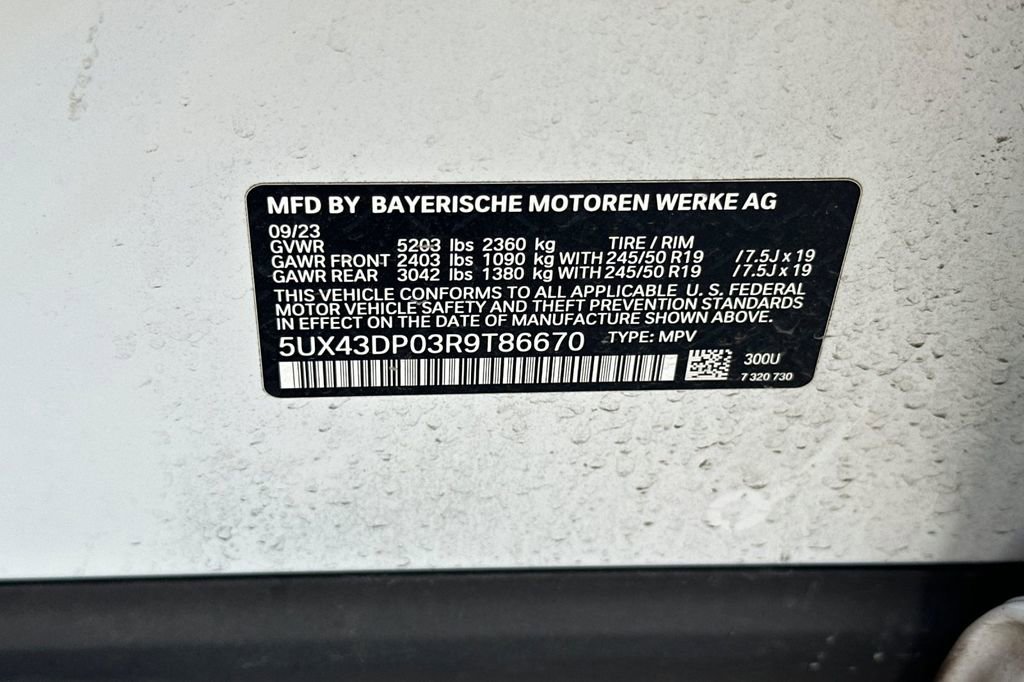 MFD BY BAYERISCHE MOTOREN WERKE AG
09/23
GVWR 5203 lbs 2360 kg TIRE / RIM
GAWR FRONT 2403 lbs 1090 kg WITH 245/50 R19 / 7.5J x 19
GAWR REAR 3042 lbs 1380 kg WITH 245/50 R19 / 7.5J x 19
THIS VEHICLE CONFORMS TO ALL APPLICABLE U. S. FEDERAL
MOTOR VEHICLE SAFETY AND THEFT PREVENTION STANDARDS
IN EFFECT ON THE DATE OF MANUFACTURE SHOWN ABOVE.
5UX43DP03R9T86670 TYPE: MPV
300U
7 320 730